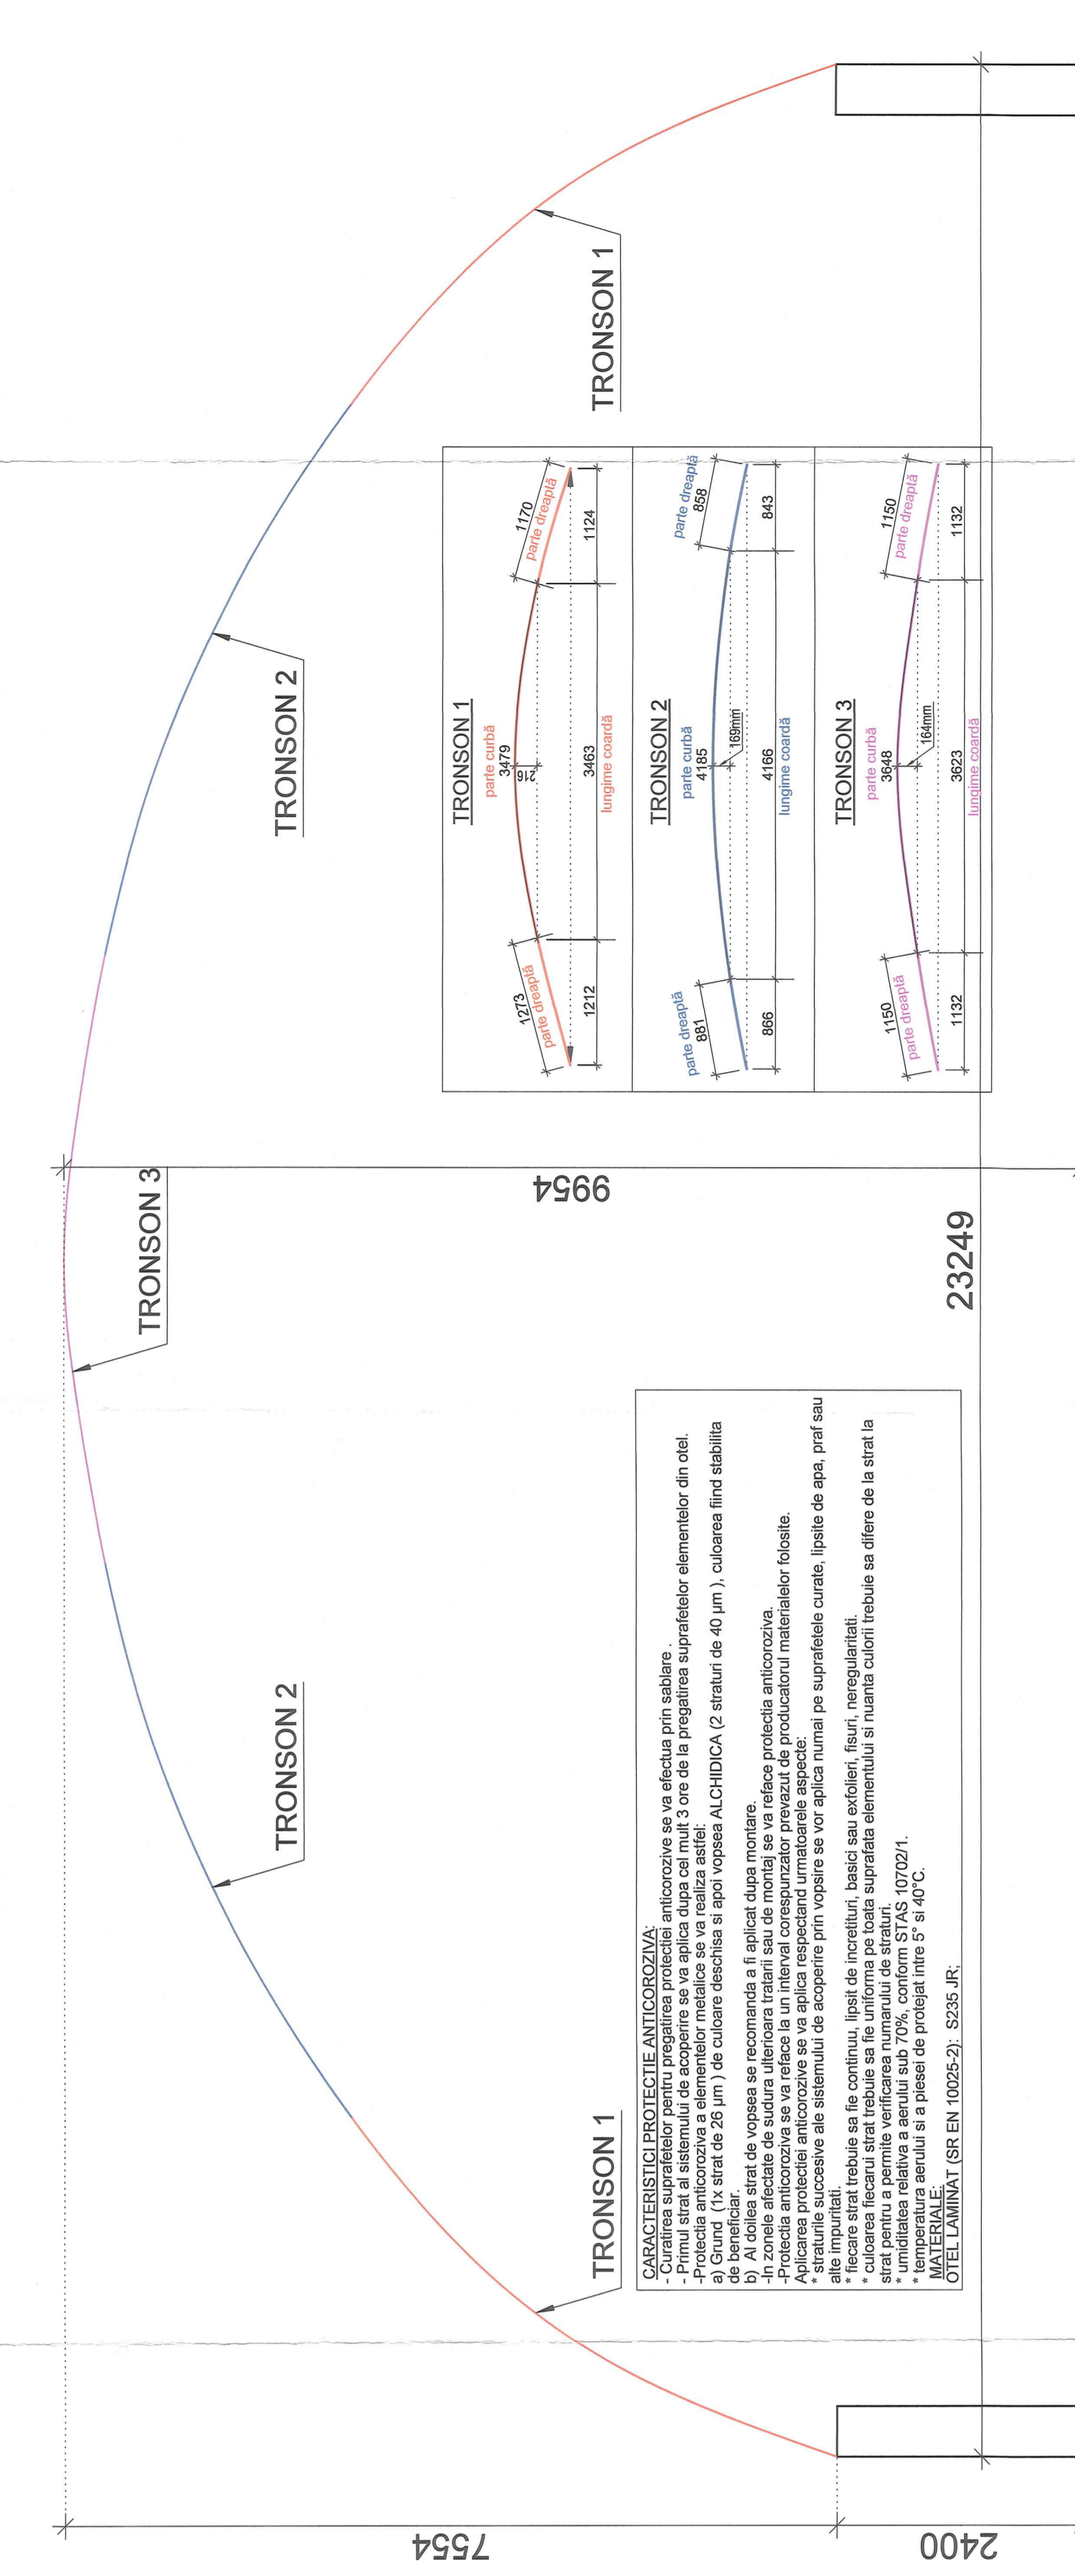 TRONSON 1
TRONSON 2
TRONSON 3
TRONSON 2
TRONSON 1
7554
2400
9954
23249
TRONSON 1
parte curbă
3479
216
1273
parte dreaptă
1170
parte dreaptă
1212
3463
1124
lungime coardă
TRONSON 2
parte curbă
4185
169mm
parte dreaptă
881
parte dreaptă
858
866
4166
843
lungime coardă
TRONSON 3
parte curbă
3648
164mm
1150
parte dreaptă
1150
parte dreaptă
1132
3623
1132
lungime coardă
CARACTERISTICI PROTECTIE ANTICOROZIVA:
- Curatirea suprafetelor pentru pregatirea protectiei anticorozive se va efectua prin sablare .
- Primul strat al sistemului de acoperire se va aplica dupa cel mult 3 ore de la pregatirea suprafetelor elementelor din otel.
-Protectia anticoroziva a elementelor metalice se va realiza astfel:
a) Grund (1x strat de 26 µm ) de culoare deschisa si apoi vopsea ALCHIDICA (2 straturi de 40 µm ), culoarea fiind stabilita
de beneficiar.
b) Al doilea strat de vopsea se recomanda a fi aplicat dupa montare.
-In zonele afectate de sudura ulterioara tratarii sau de montaj se va reface protectia anticoroziva.
-Protectia anticoroziva se va reface la un interval corespunzator prevazut de producatorul materialelor folosite.
Aplicarea protectiei anticorozive se va aplica respectand urmatoarele aspecte:
* straturile succesive ale sistemului de acoperire prin vopsire se vor aplica numai pe suprafetele curate, lipsite de apa, praf sau
alte impuritati.
* fiecare strat trebuie sa fie continuu, lipsit de incretituri, basici sau exfolieri, fisuri, neregularitati.
* culoarea fiecarui strat trebuie sa fie uniforma pe toata suprafata elementului si nuanta culorii trebuie sa difere de la strat la
strat pentru a permite verificarea numarului de straturi.
* umiditatea relativa a aerului sub 70%, conform STAS 10702/1.
* temperatura aerului si a piesei de protejat intre 5° si 40°C.
MATERIALE:
OTEL LAMINAT (SR EN 10025-2): S235 JR;